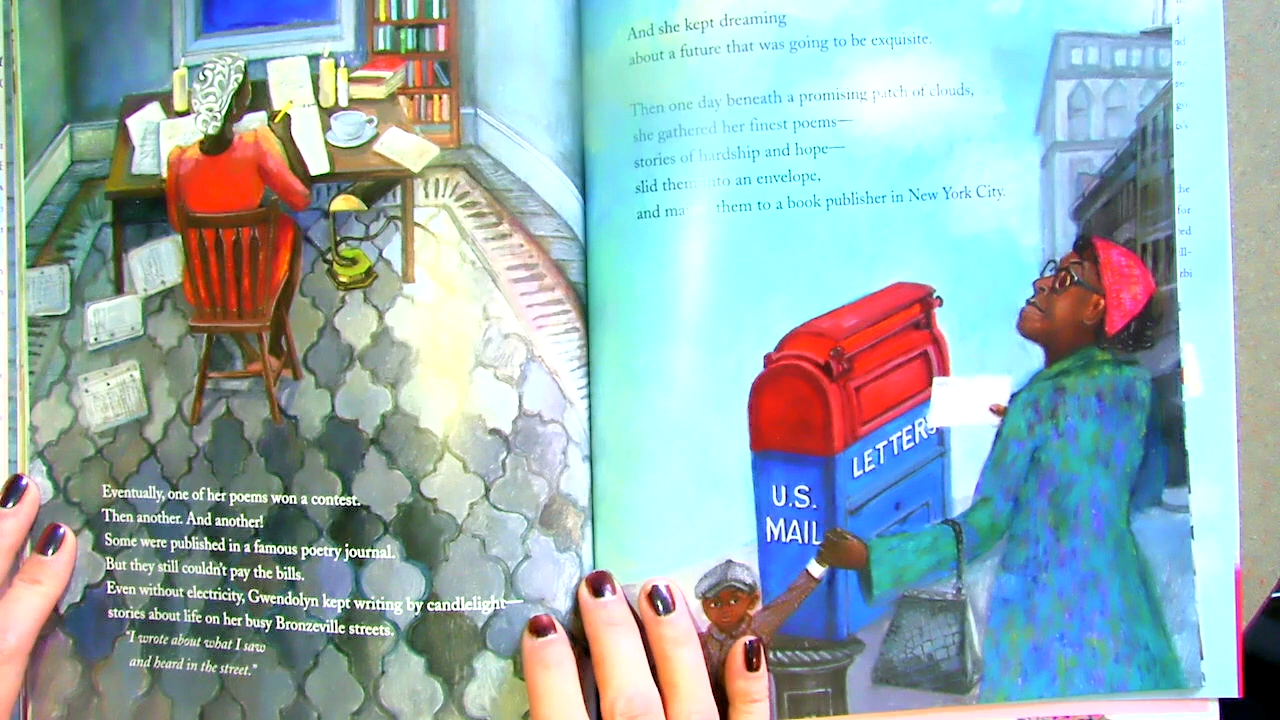 Eventually, one of her poems won a contest.
Then another. And another!
Some were published in a famous poetry journal.
But they still couldn't pay the bills.
Even without electricity, Gwendolyn kept writing by candlelight—
stories about life on her busy Bronzeville streets.
"I wrote about what I saw
and heard in the street."
And she kept dreaming
about a future that was going to be exquisite.
Then one day beneath a promising patch of clouds,
she gathered her finest poems—
stories of hardship and hope—
slid them into an envelope,
and them to a book publisher in New York City.
LETTERS
U.S.
MAIL